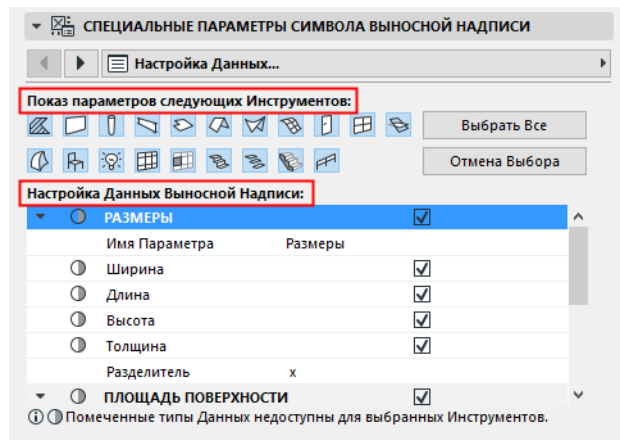 СПЕЦИАЛЬНЫЕ ПАРАМЕТРЫ СИМВОЛА ВЫНОСНОЙ НАДПИСИ
Настройка Данных...
Показ параметров следующих Инструментов:
Выбрать Все
Отмена Выбора
Настройка Данных Выносной Надписи:
РАЗМЕРЫ
Имя Параметра Размеры
Ширина
Длина
Высота
Толщина
Разделитель x
ПЛОЩАДЬ ПОВЕРХНОСТИ
Помеченные типы Данных недоступны для выбранных Инструментов.